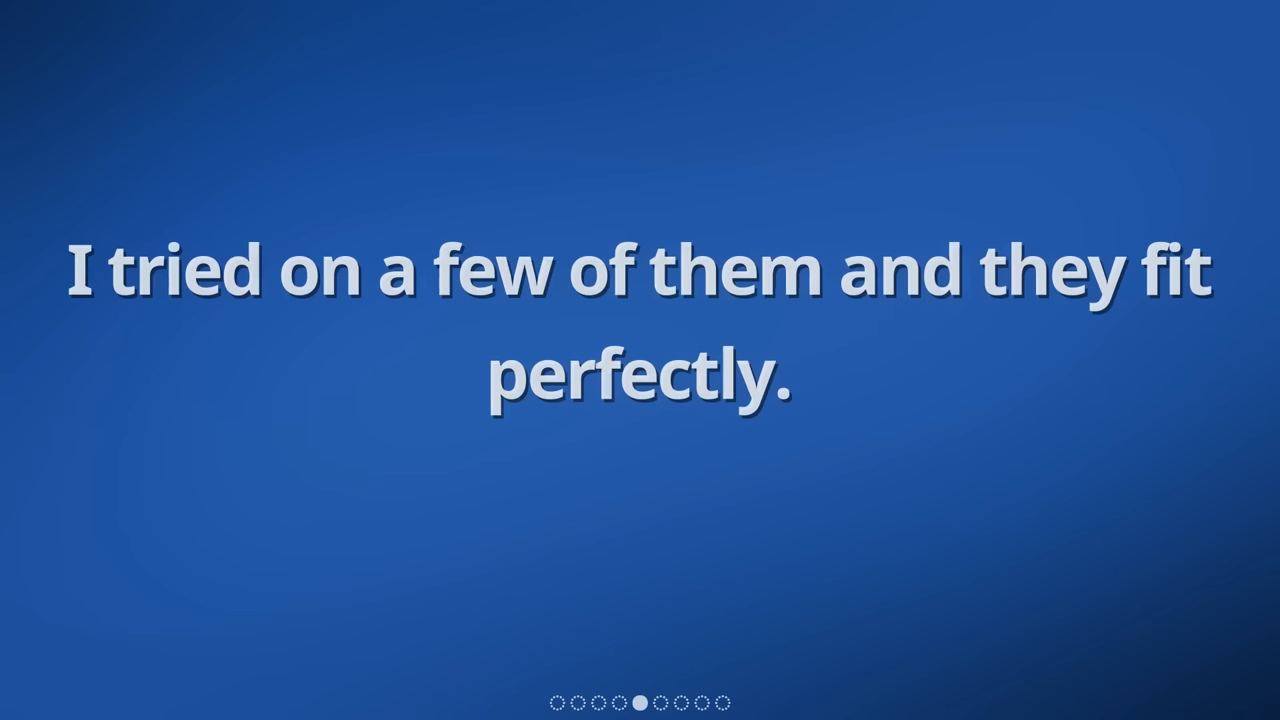 I tried on a few of them and they fit
perfectly.